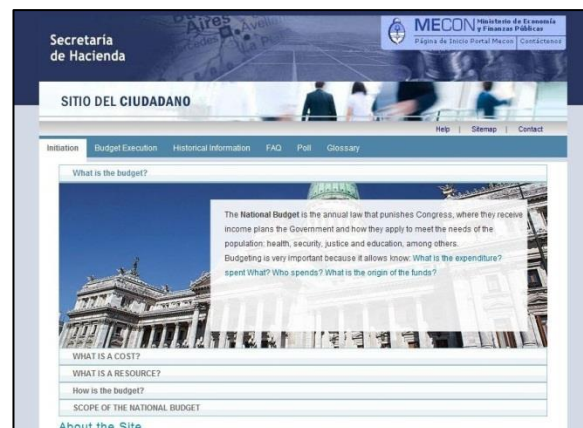 Aires
Secretaría
de Hacienda
MECON Ministerio de Economía
y Finanzas Públicas
Página de Inicio Portal Mecon Contáctenos
SITIO DEL CIUDADANO
Help | Sitemap | Contact
Initiation Budget Execution Historical Information FAQ Poll Glossary
What is the budget?
The National Budget is the annual law that punishes Congress, where they receive
income plans the Government and how they apply to meet the needs of the
population: health, security, justice and education, among others.
Budgeting is very important because it allows know: What is the expenditure?
spent What? Who spends? What is the origin of the funds?
WHAT IS A COST?
WHAT IS A RESOURCE?
How is the budget?
SCOPE OF THE NATIONAL BUDGET
About the Site